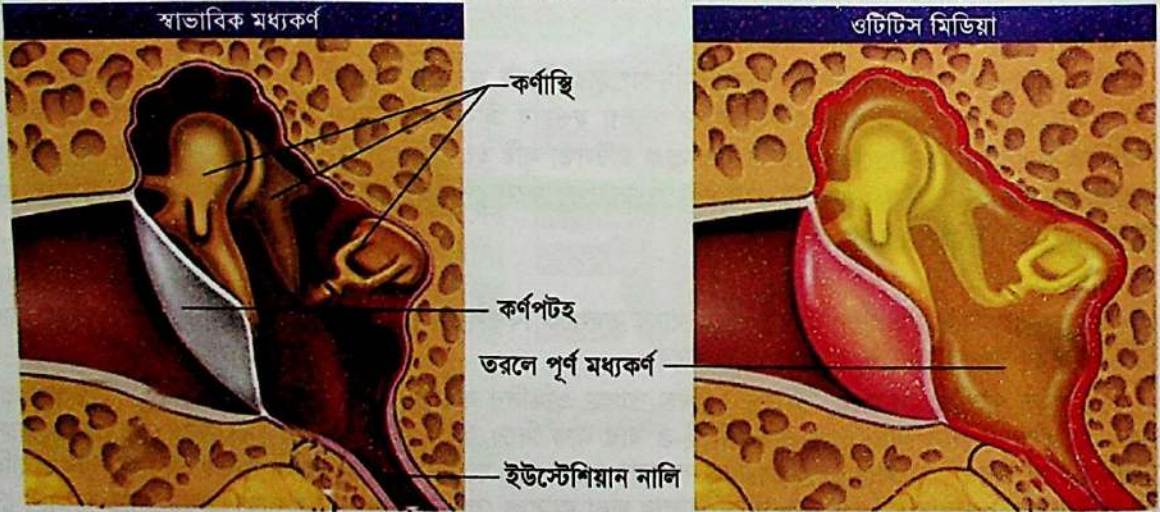 স্বাভাবিক মধ্যকর্ণ
ওটিটিস মিডিয়া
কর্ণাস্থি
কর্ণপটহ
তরলে পূর্ণ মধ্যকর্ণ
ইউস্টেশিয়ান নালি